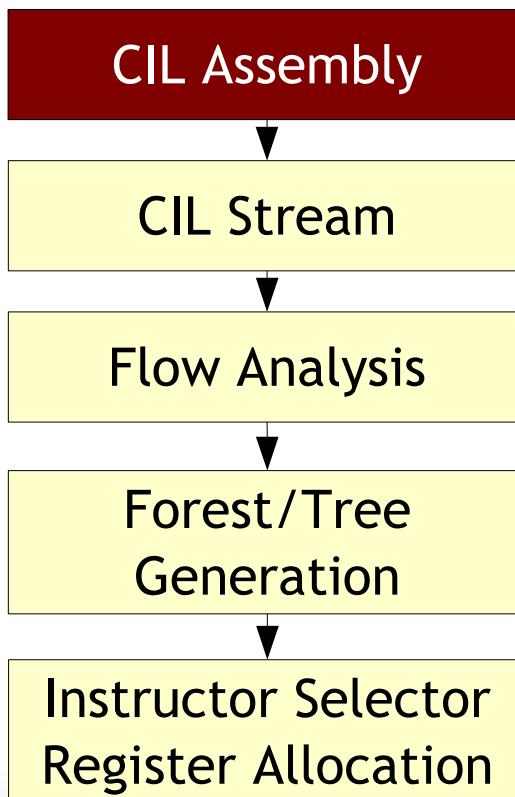 CIL Assembly
CIL Stream
Flow Analysis
Forest/Tree
Generation
Instructor Selector
Register Allocation